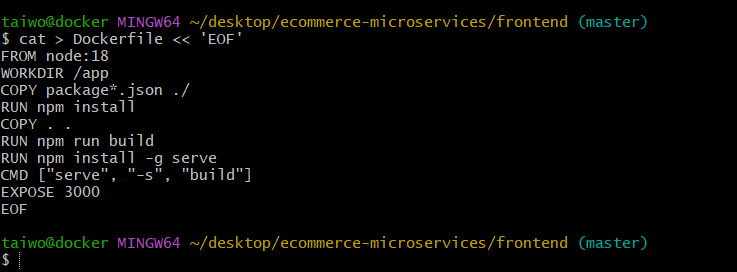 taiwo@docker MINGW64 ~/desktop/ecommerce-microservices/frontend (master)
$ cat > Dockerfile << 'EOF'
FROM node:18
WORKDIR /app
COPY package*.json ./
RUN npm install
COPY . .
RUN npm run build
RUN npm install -g serve
CMD ["serve", "-s", "build"]
EXPOSE 3000
EOF
taiwo@docker MINGW64 ~/desktop/ecommerce-microservices/frontend (master)
$